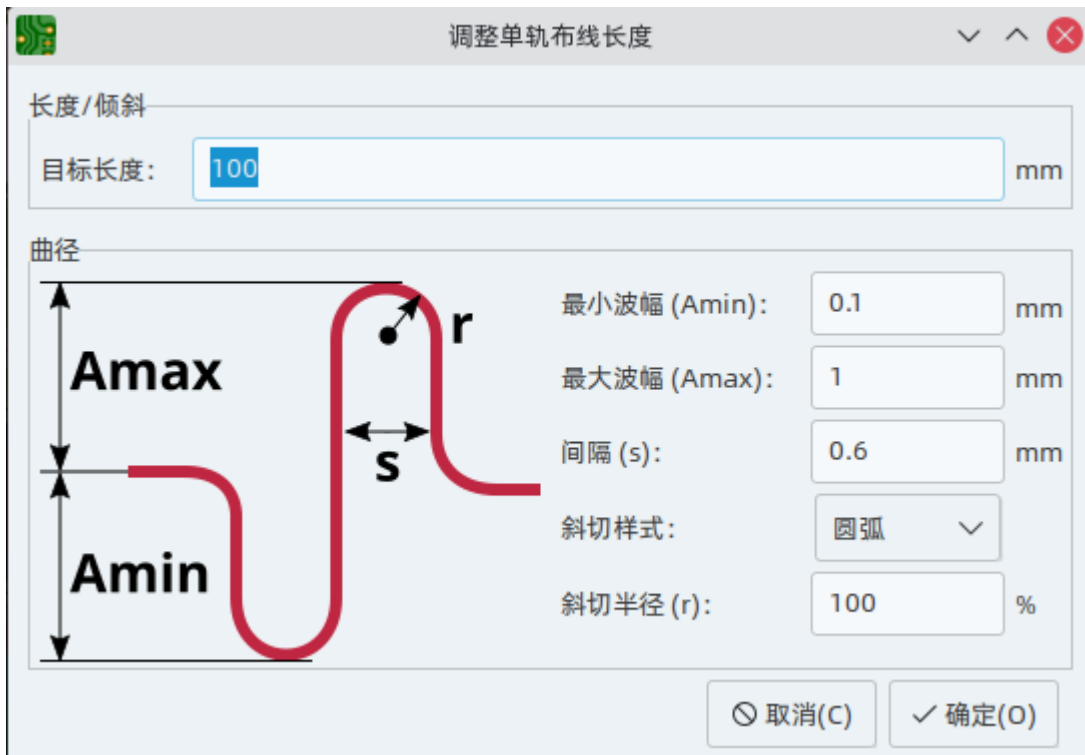 调整单轨布线长度
长度/倾斜
目标长度: 100 mm
曲径
Amax
Amin
r
s
最小波幅 (Amin): 0.1 mm
最大波幅 (Amax): 1 mm
间隔 (s): 0.6 mm
斜切样式: 圆弧
斜切半径 (r): 100 %
取消(C) 确定(O)